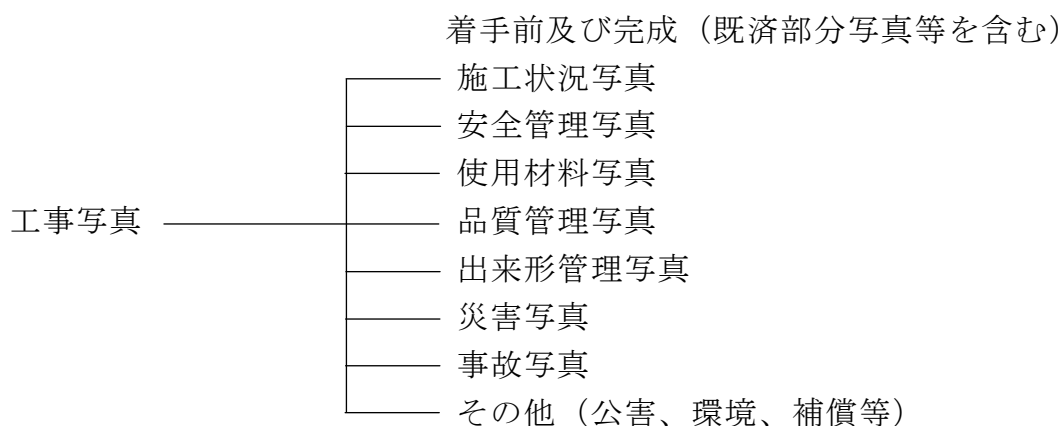 着手前及び完成（既済部分写真等を含む）
施工状況写真
安全管理写真
使用材料写真
工事写真
品質管理写真
出来形管理写真
災害写真
事故写真
その他（公害、環境、補償等）